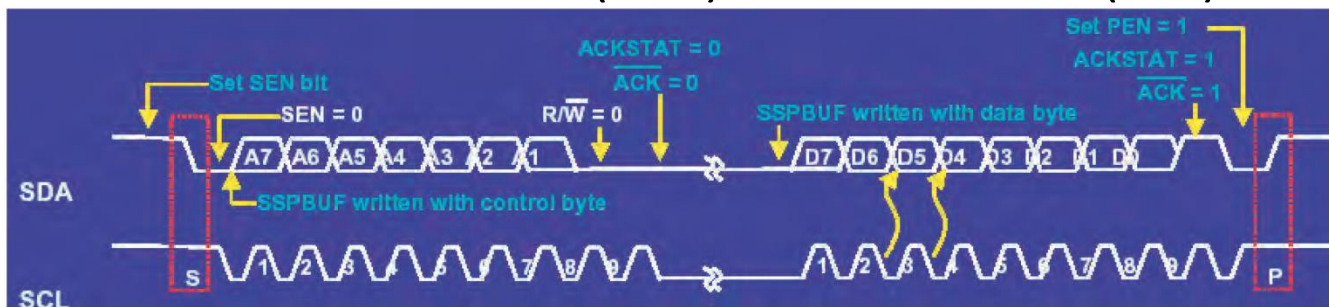 Set PEN = 1
ACKSTAT = 0
ACKSTAT = 1
Set SEN bit
ACK = 0
ACK = 1
SEN = 0
R/W = 0
SSPBUF written with data byte
A7 A6 A5 A4 A3 A2 A1
D7 D6 D5 D4 D3 D2 D1 D0
SDA
SSPBUF written with control byte
S 1 2 3 4 5 6 7 8 9
1 2 3 4 5 6 7 8 9 P
SCL